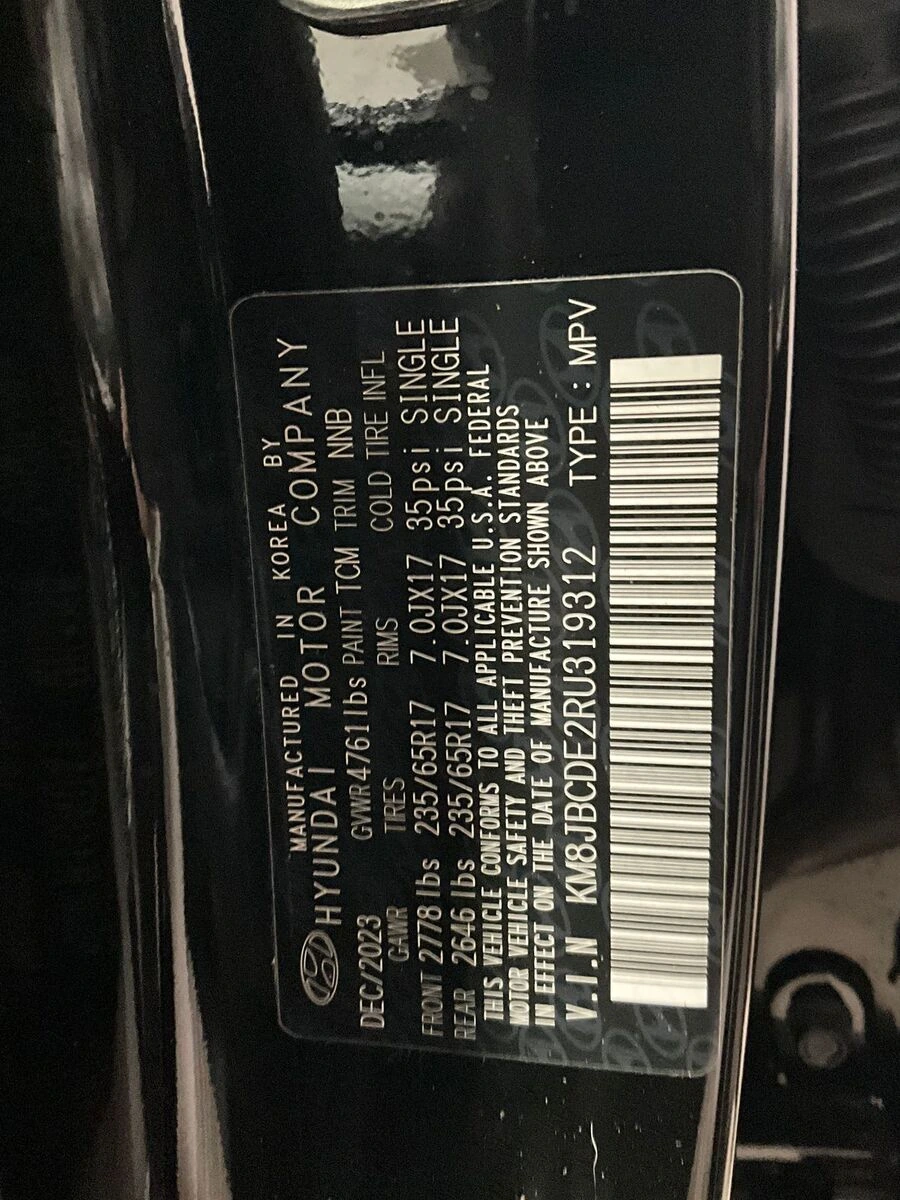 MANUFACTURED IN KOREA BY
HYUNDAI MOTOR COMPANY
DEC/2023 GVWR4761lbs PAINT TCM TRIM NNB
GAWR TIRES RIMS COLD TIRE INFL
FRONT 2778 lbs 235/65R17 7.0JX17 35psi SINGLE
REAR 2646 lbs 235/65R17 7.0JX17 35psi SINGLE
THIS VEHICLE CONFORMS TO ALL APPLICABLE U.S.A. FEDERAL
MOTOR VEHICLE SAFETY AND THEFT PREVENTION STANDARDS
IN EFFECT ON THE DATE OF MANUFACTURE SHOWN ABOVE
V.I.N KM8JBCDE2RU319312 TYPE : MPV